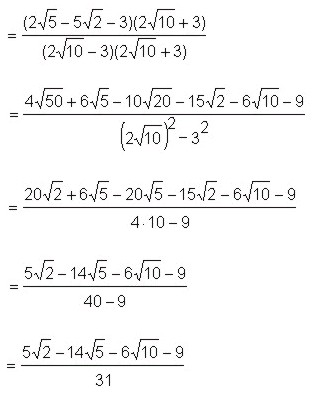 = (2√5 − 5√2 − 3)(2√10 + 3) / (2√10 − 3)(2√10 + 3)
= 4√50 + 6√5 − 10√20 − 15√2 − 6√10 − 9 / (2√10)² − 3²
= 20√2 + 6√5 − 20√5 − 15√2 − 6√10 − 9 / 4·10 − 9
= 5√2 − 14√5 − 6√10 − 9 / 40 − 9
= 5√2 − 14√5 − 6√10 − 9 / 31